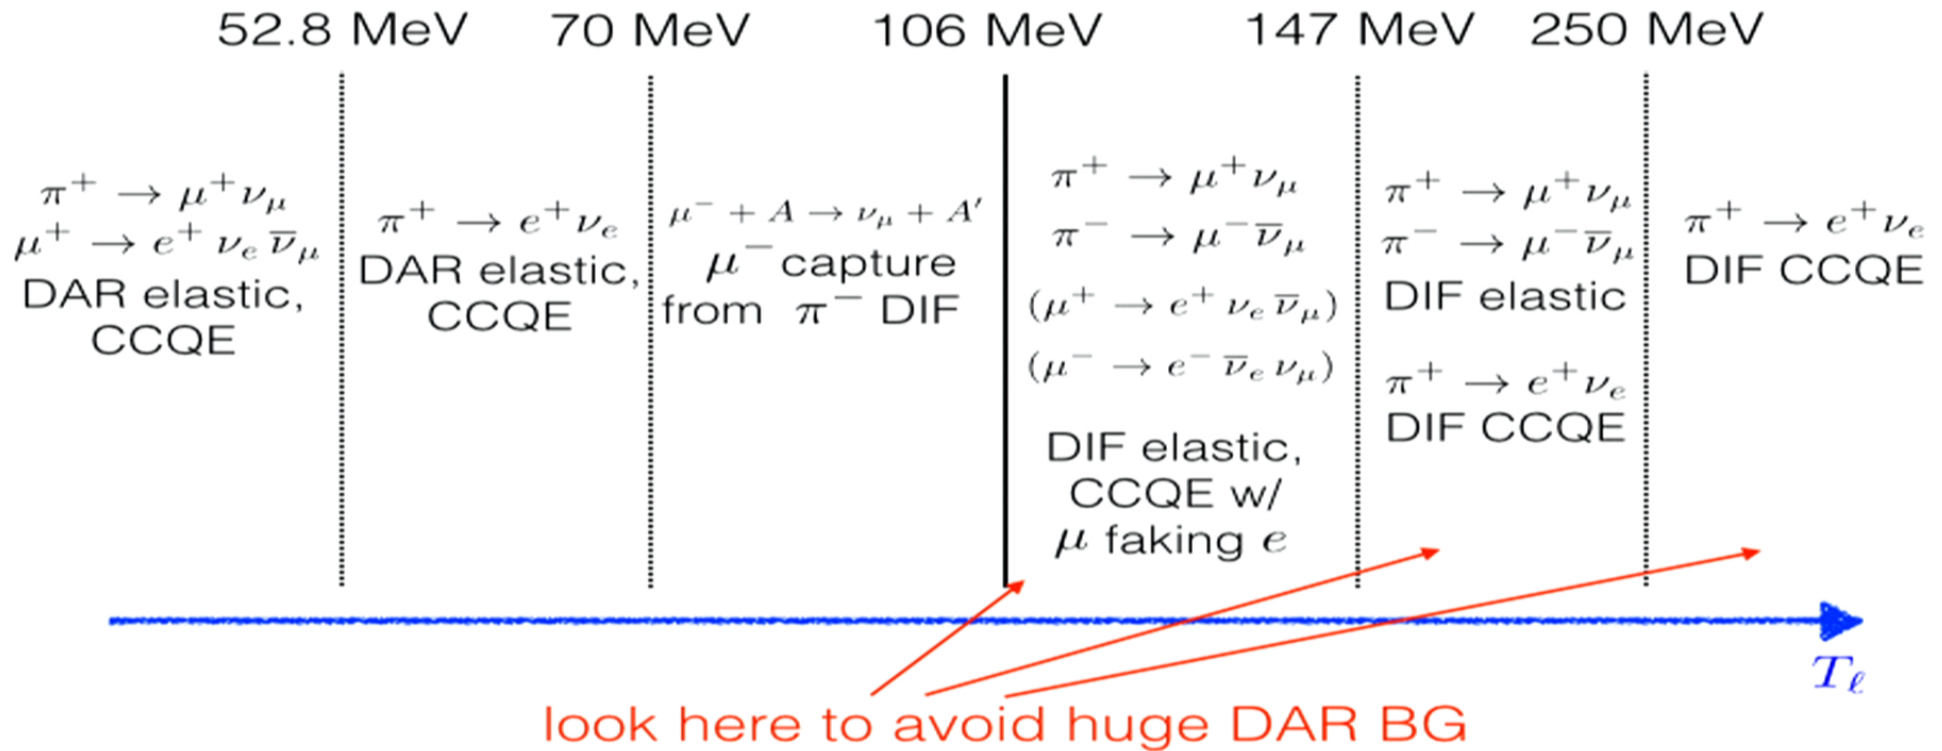 52.8 MeV 70 MeV 106 MeV 147 MeV 250 MeV
π⁺ → μ⁺ ν_μ
μ⁺ → e⁺ ν_e ν̅_μ
DAR elastic,
CCQE
π⁺ → e⁺ ν_e
DAR elastic,
CCQE
μ⁻ + A → ν_μ + A′
μ⁻ capture
from π⁻ DIF
π⁺ → μ⁺ ν_μ
π⁻ → μ⁻ ν̅_μ
(μ⁺ → e⁺ ν_e ν̅_μ)
(μ⁻ → e⁻ ν̅_e ν_μ)
DIF elastic,
CCQE w/
μ faking e
π⁺ → μ⁺ ν_μ
π⁻ → μ⁻ ν̅_μ
DIF elastic
π⁺ → e⁺ ν_e
DIF CCQE
π⁺ → e⁺ ν_e
DIF CCQE
T_ℓ
look here to avoid huge DAR BG